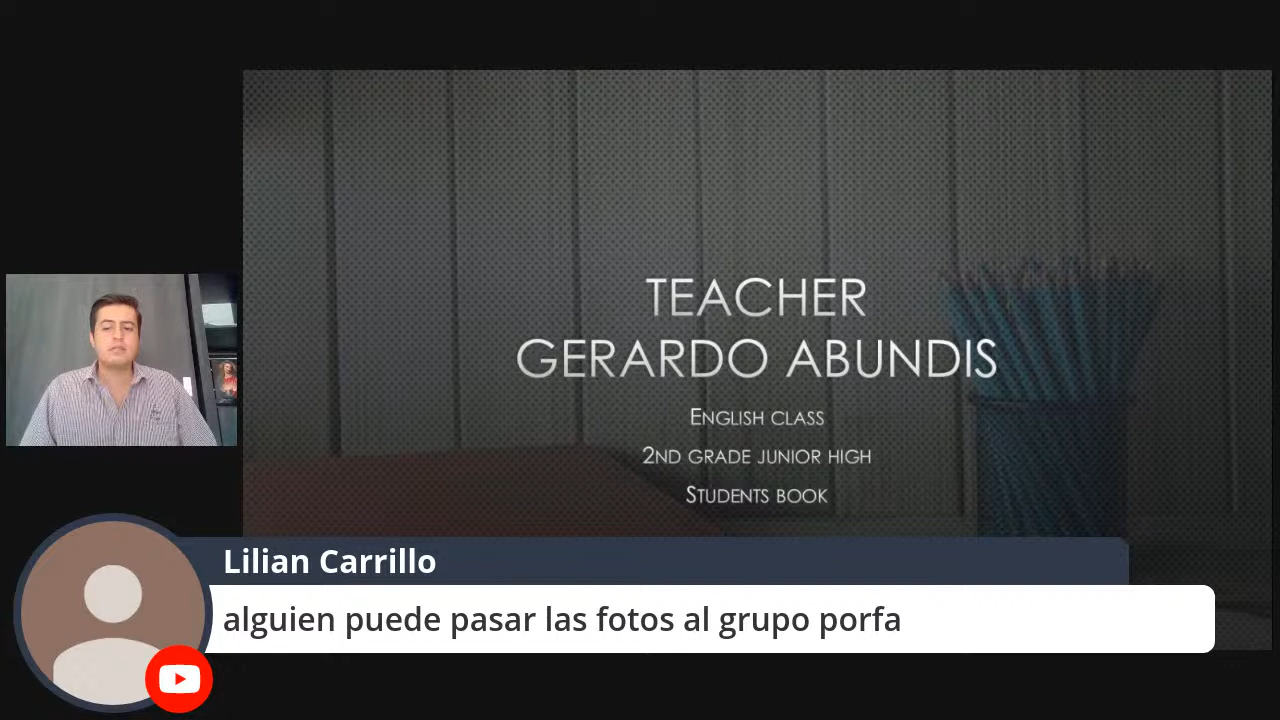 TEACHER
GERARDO ABUNDIS
ENGLISH CLASS
2ND GRADE JUNIOR HIGH
STUDENTS BOOK
Lilian Carrillo
alguien puede pasar las fotos al grupo porfa